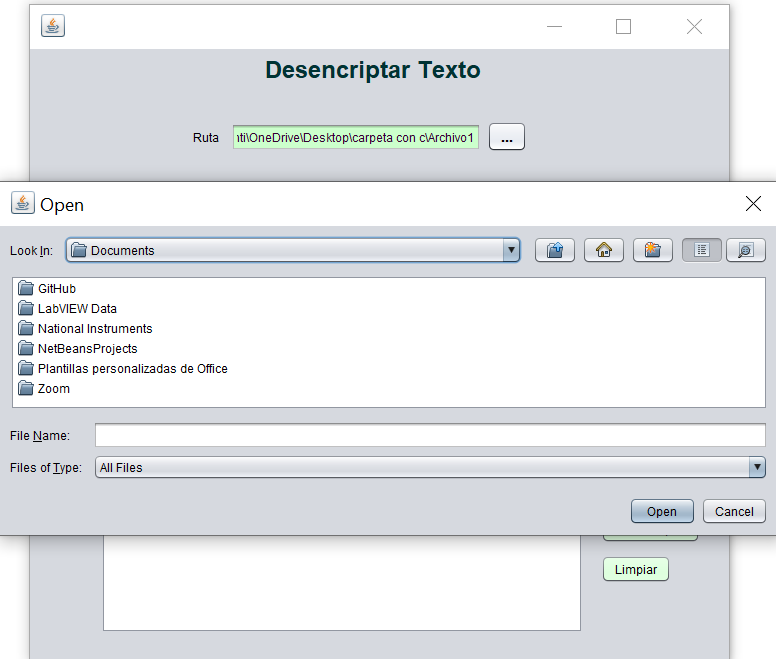 Desencriptar Texto
Ruta
ti\OneDrive\Desktop\carpeta con c\Archivo1
...
Open
Look In:
Documents
GitHub
LabVIEW Data
National Instruments
NetBeansProjects
Plantillas personalizadas de Office
Zoom
File Name:
Files of Type:
All Files
Open
Cancel
Limpiar